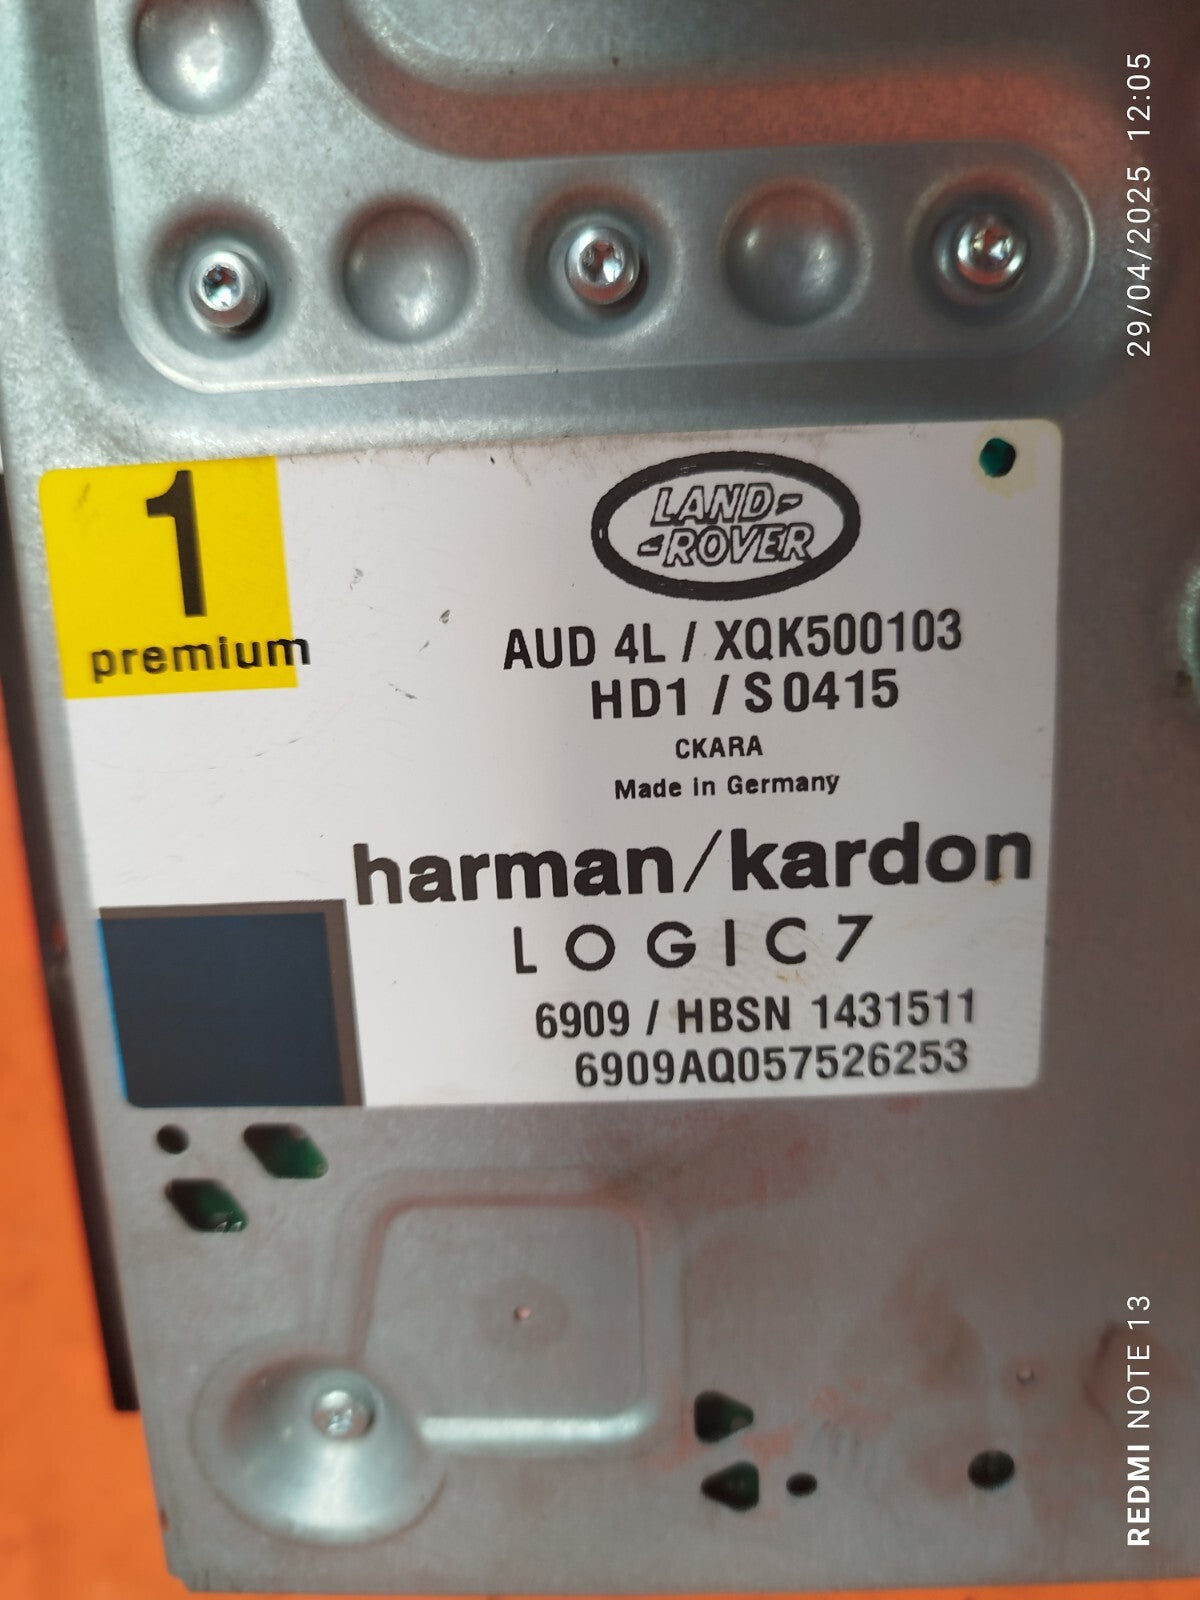 1
premium
LAND-
-ROVER
AUD 4L / XQK500103
HD1 / S0415
CKARA
Made in Germany
harman/kardon
LOGIC7
6909 / HBSN 1431511
6909AQ057526253
29/04/2025 12:05
REDMI NOTE 13